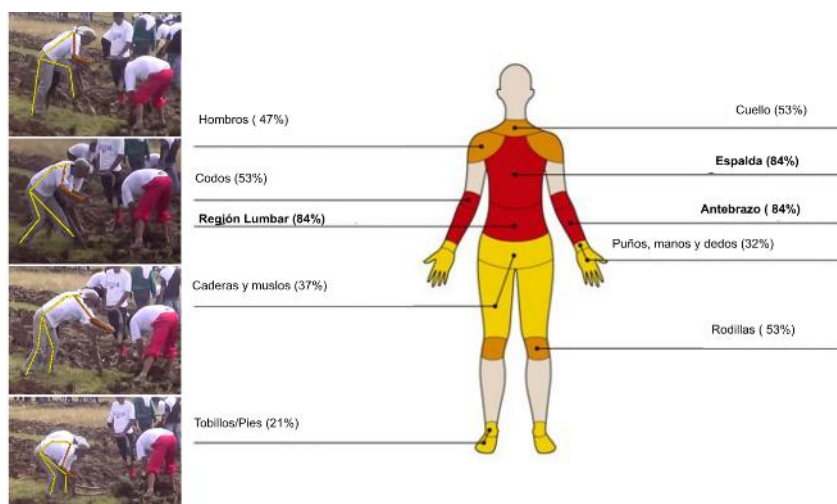 Hombros ( 47%)
Cuello (53%)
Espalda (84%)
Codos (53%)
Región Lumbar (84%)
Antebrazo ( 84%)
Puños, manos y dedos (32%)
Caderas y muslos (37%)
Rodillas ( 53%)
Tobillos/Pies (21%)